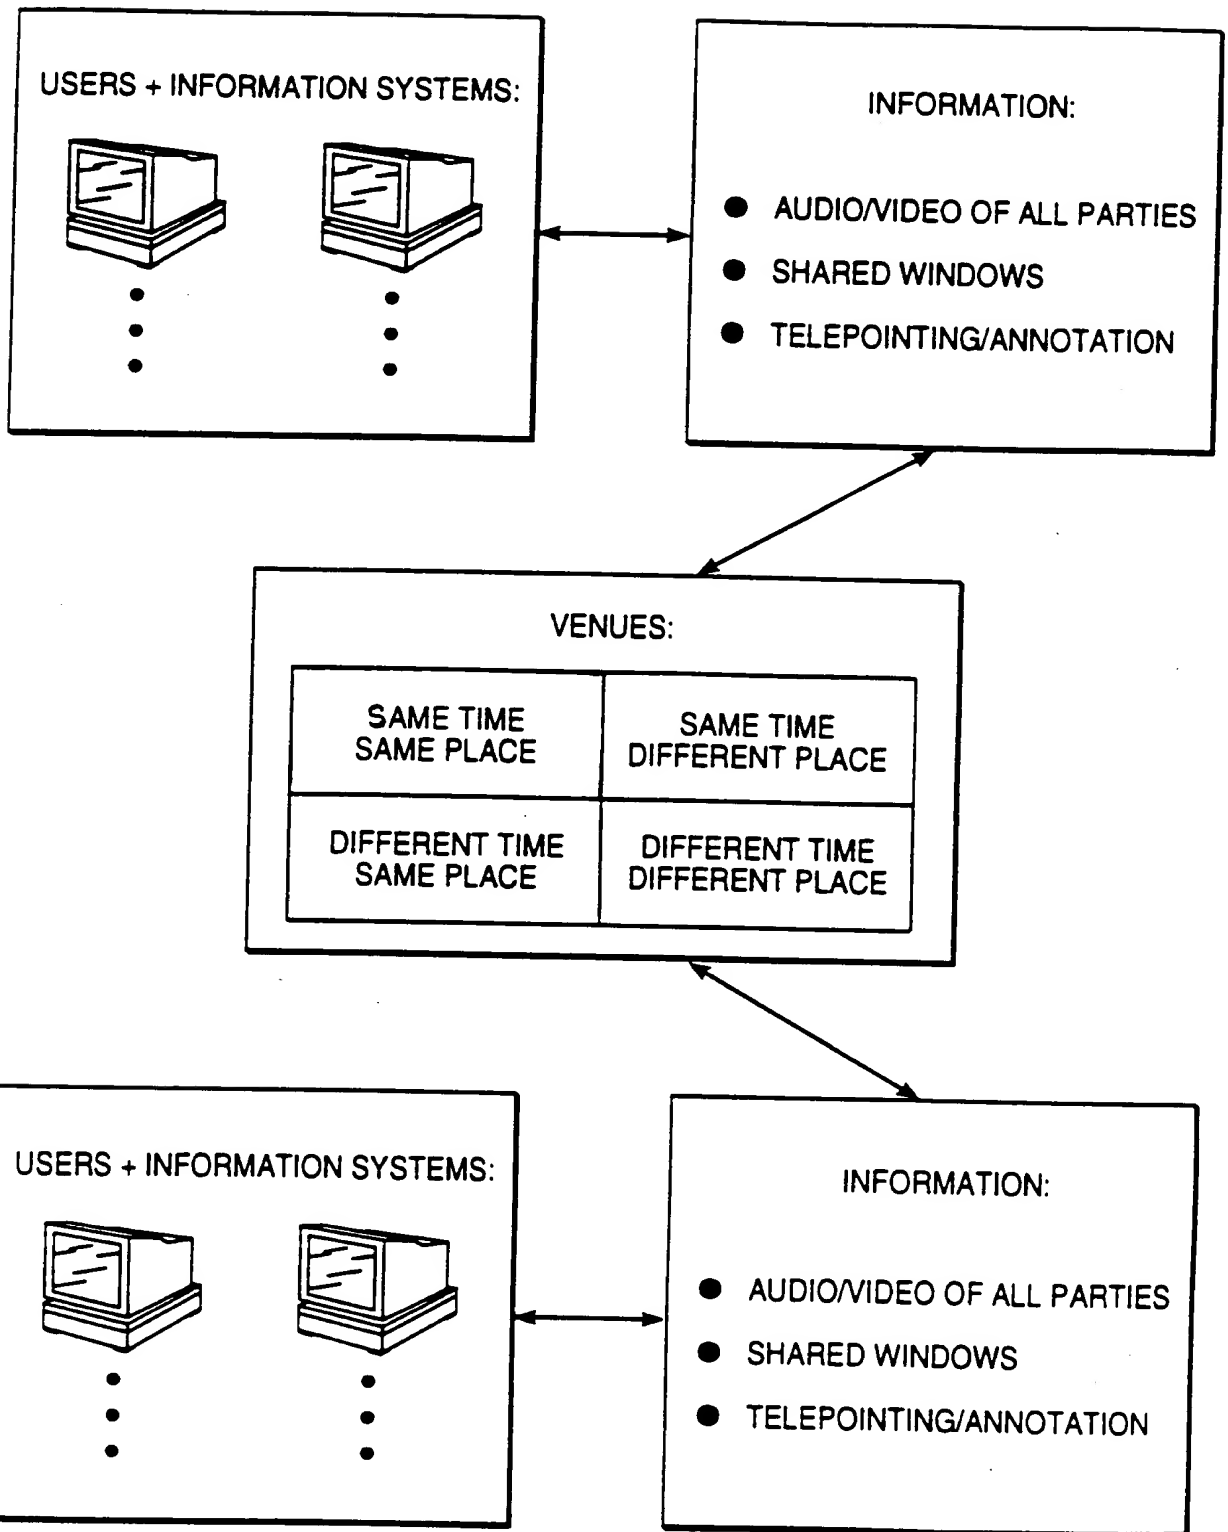 USERS + INFORMATION SYSTEMS:
INFORMATION:
● AUDIO/VIDEO OF ALL PARTIES
● SHARED WINDOWS
● TELEPOINTING/ANNOTATION
VENUES:
SAME TIME
SAME PLACE
SAME TIME
DIFFERENT PLACE
DIFFERENT TIME
SAME PLACE
DIFFERENT TIME
DIFFERENT PLACE
USERS + INFORMATION SYSTEMS:
INFORMATION:
● AUDIO/VIDEO OF ALL PARTIES
● SHARED WINDOWS
● TELEPOINTING/ANNOTATION